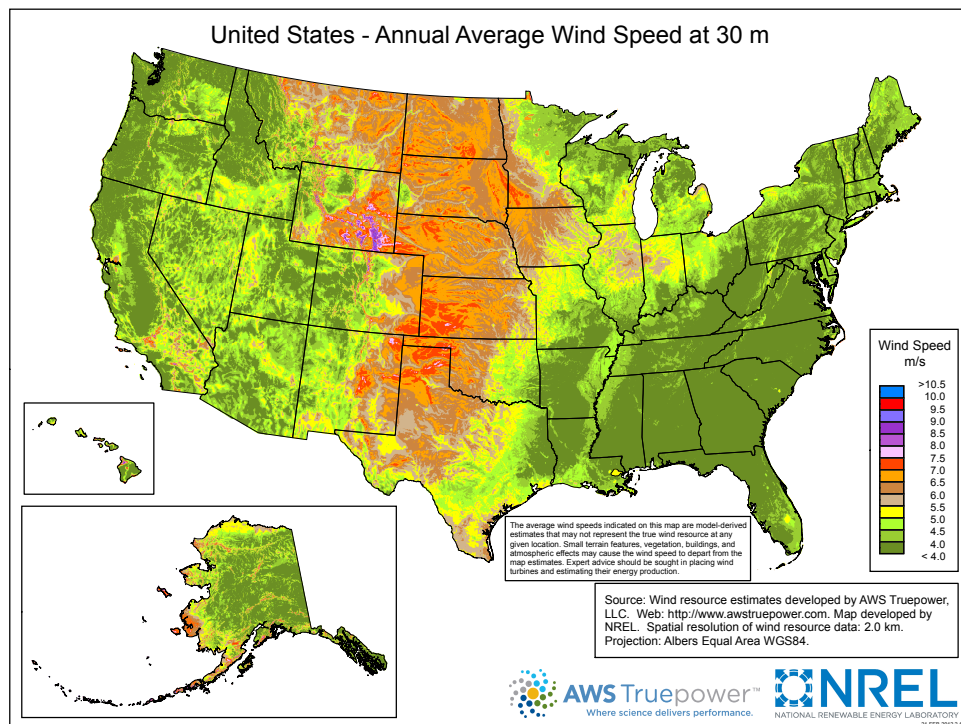 United States - Annual Average Wind Speed at 30 m
Wind Speed
m/s
>10.5
10.0
9.5
9.0
8.5
8.0
7.5
7.0
6.5
6.0
5.5
5.0
4.5
4.0
< 4.0
The average wind speeds indicated on this map are model-derived
estimates that may not represent the true wind resource at any
given location. Small terrain features, vegetation, buildings, and
atmospheric effects may cause the wind speed to depart from the
map estimates. Expert advice should be sought in placing wind
turbines and estimating their energy production.
Source: Wind resource estimates developed by AWS Truepower,
LLC. Web: http://www.awstruepower.com. Map developed by
NREL. Spatial resolution of wind resource data: 2.0 km.
Projection: Albers Equal Area WGS84.
AWS Truepower™
Where science delivers performance.
NREL
NATIONAL RENEWABLE ENERGY LABORATORY